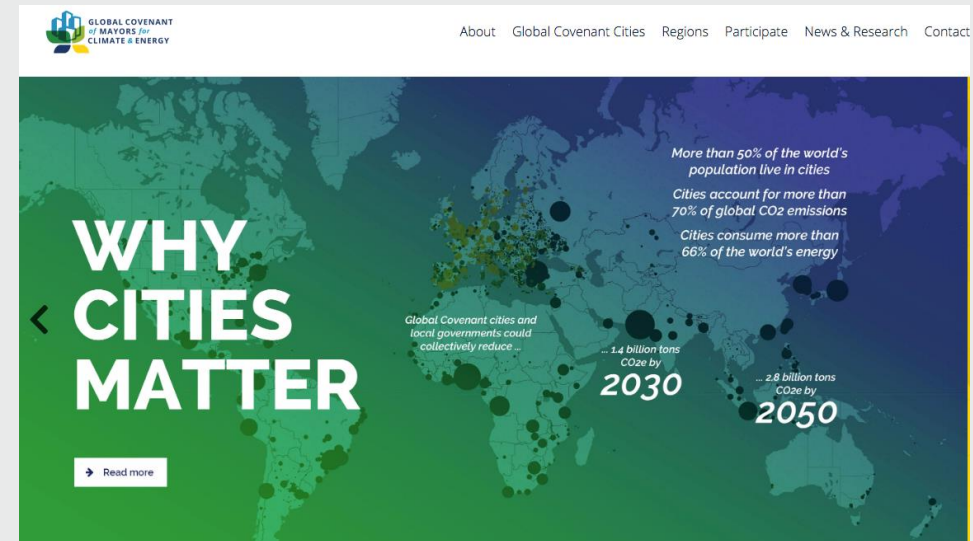 GLOBAL COVENANT
of MAYORS for
CLIMATE & ENERGY
About Global Covenant Cities Regions Participate News & Research Contact
WHY
CITIES
MATTER
Read more
More than 50% of the world's
population live in cities
Cities account for more than
70% of global CO2 emissions
Cities consume more than
66% of the world's energy
Global Covenant cities and
local governments could
collectively reduce ...
... 1.4 billion tons
CO2e by
2030
... 2.8 billion tons
CO2e by
2050